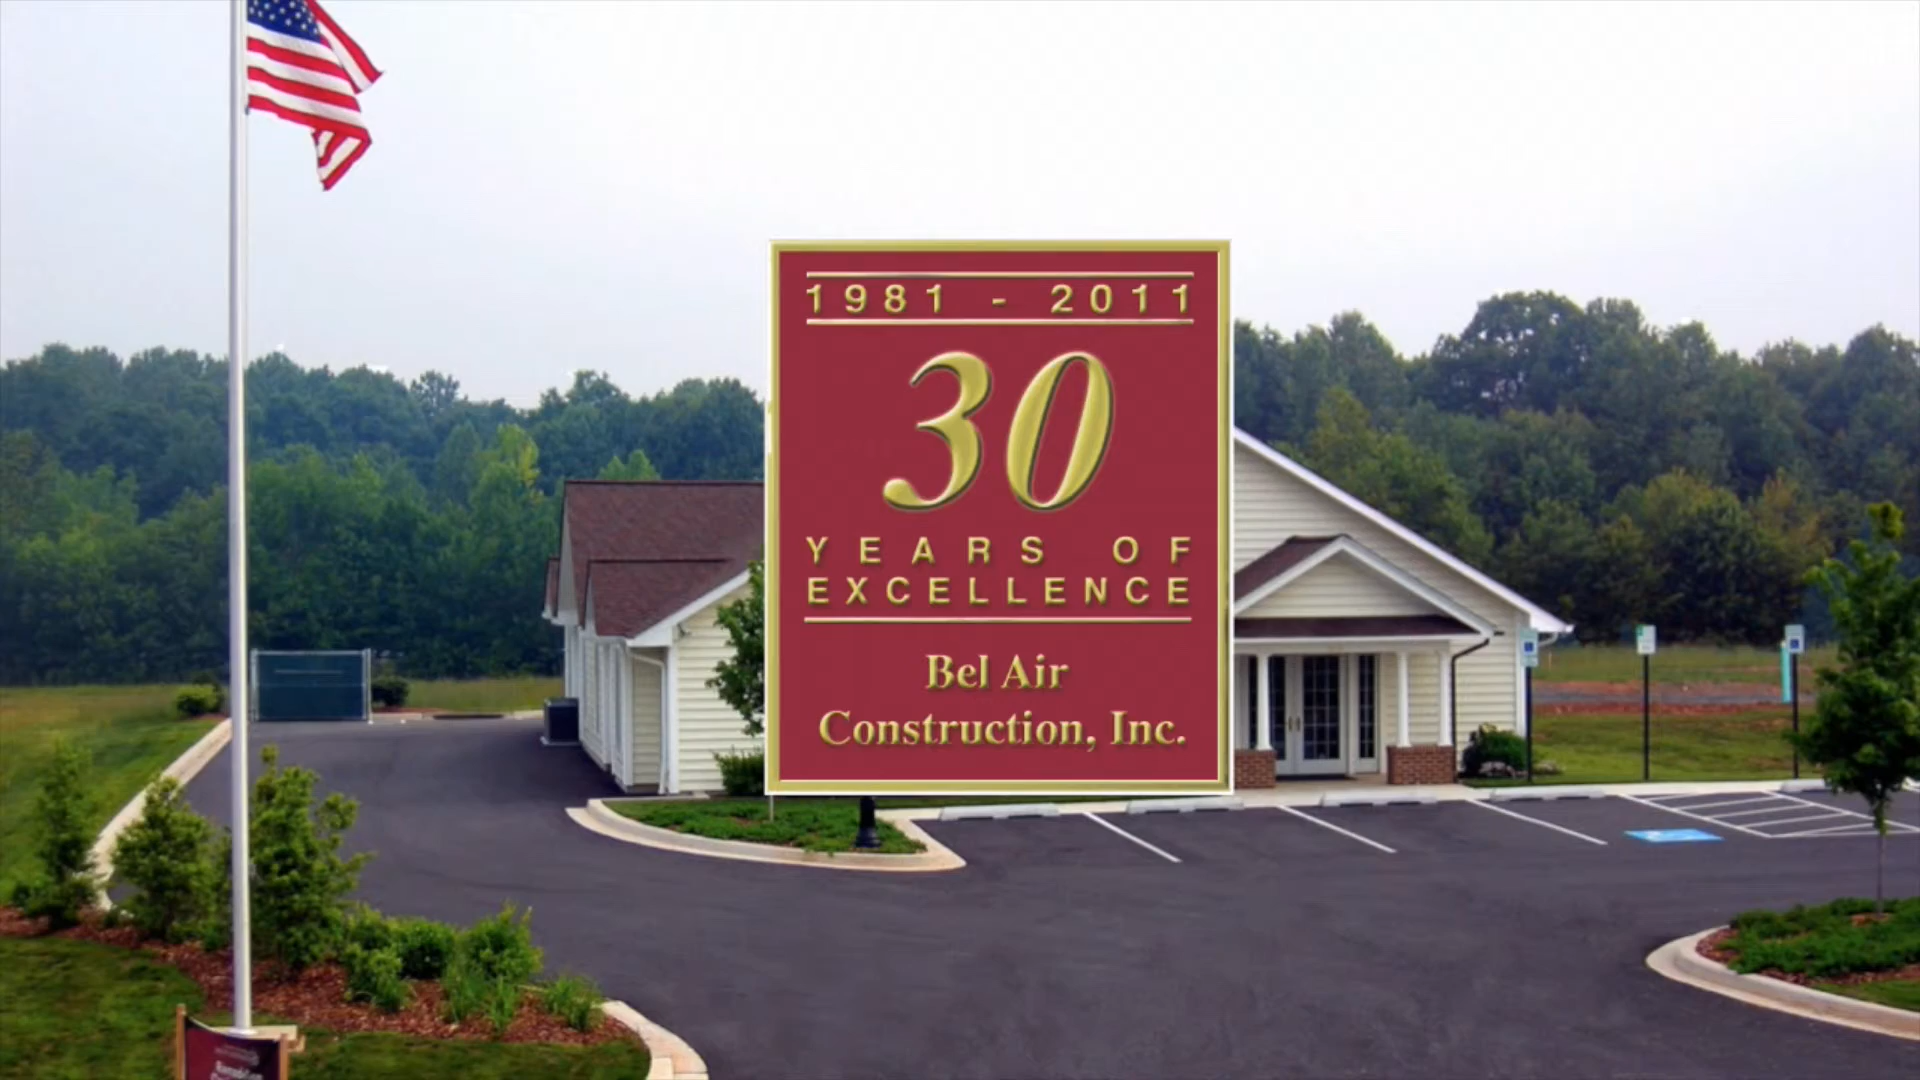 1981 - 2011
30
YEARS OF
EXCELLENCE
Bel Air
Construction, Inc.